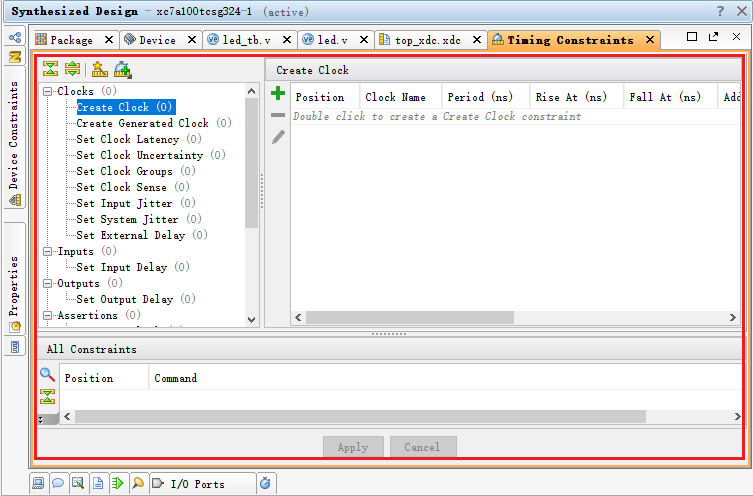 Synthesized Design - xc7a100tcsg324-1 (active)
Package
Device
led_tb.v
led.v
top_xdc.xdc
Timing Constraints
Device Constraints
Properties
Clocks (0)
Create Clock (0)
Create Generated Clock (0)
Set Clock Latency (0)
Set Clock Uncertainty (0)
Set Clock Groups (0)
Set Clock Sense (0)
Set Input Jitter (0)
Set System Jitter (0)
Set External Delay (0)
Inputs (0)
Set Input Delay (0)
Outputs (0)
Set Output Delay (0)
Assertions (0)
Create Clock
Position Clock Name Period (ns) Rise At (ns) Fall At (ns) Add
Double click to create a Create Clock constraint
All Constraints
Position Command
Apply Cancel
I/O Ports